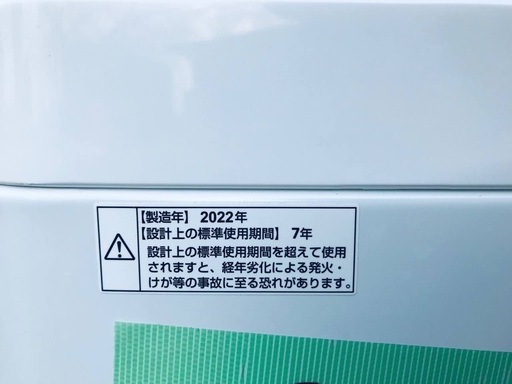 【製造年】 2022年
【設計上の標準使用期間】 7年
設計上の標準使用期間を超えて使用
されますと、経年劣化による発火・
けが等の事故に至る恐れがあります。